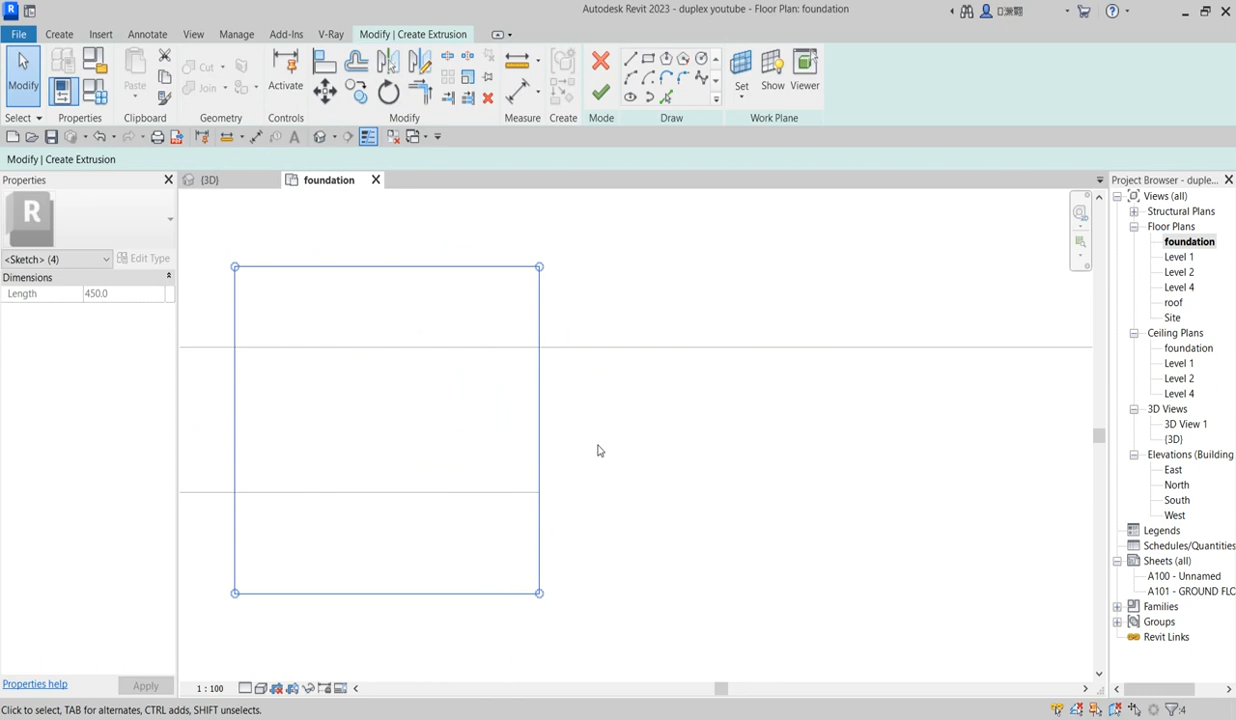 Autodesk Revit 2023 - duplex youtube - Floor Plan: foundation
File Create Insert Annotate View Manage Add-Ins V-Ray Modify | Create Extrusion
Modify Paste Cut Join Activate Set Show Viewer
Select Properties Clipboard Geometry Controls Modify Measure Create Mode Draw Work Plane
Modify | Create Extrusion
Properties
{3D}
foundation
Project Browser - duple...
R
<Sketch> (4)
Edit Type
Dimensions
Length 450.0
Views (all)
Structural Plans
Floor Plans
foundation
Level 1
Level 2
Level 4
roof
Site
Ceiling Plans
foundation
Level 1
Level 2
Level 4
3D Views
3D View 1
{3D}
Elevations (Building
East
North
South
West
Legends
Schedules/Quantities
Sheets (all)
A100 - Unnamed
A101 - GROUND FLC
Families
Groups
Revit Links
Properties help
Apply
1 : 100
Click to select, TAB for alternates, CTRL adds, SHIFT unselects.
:4